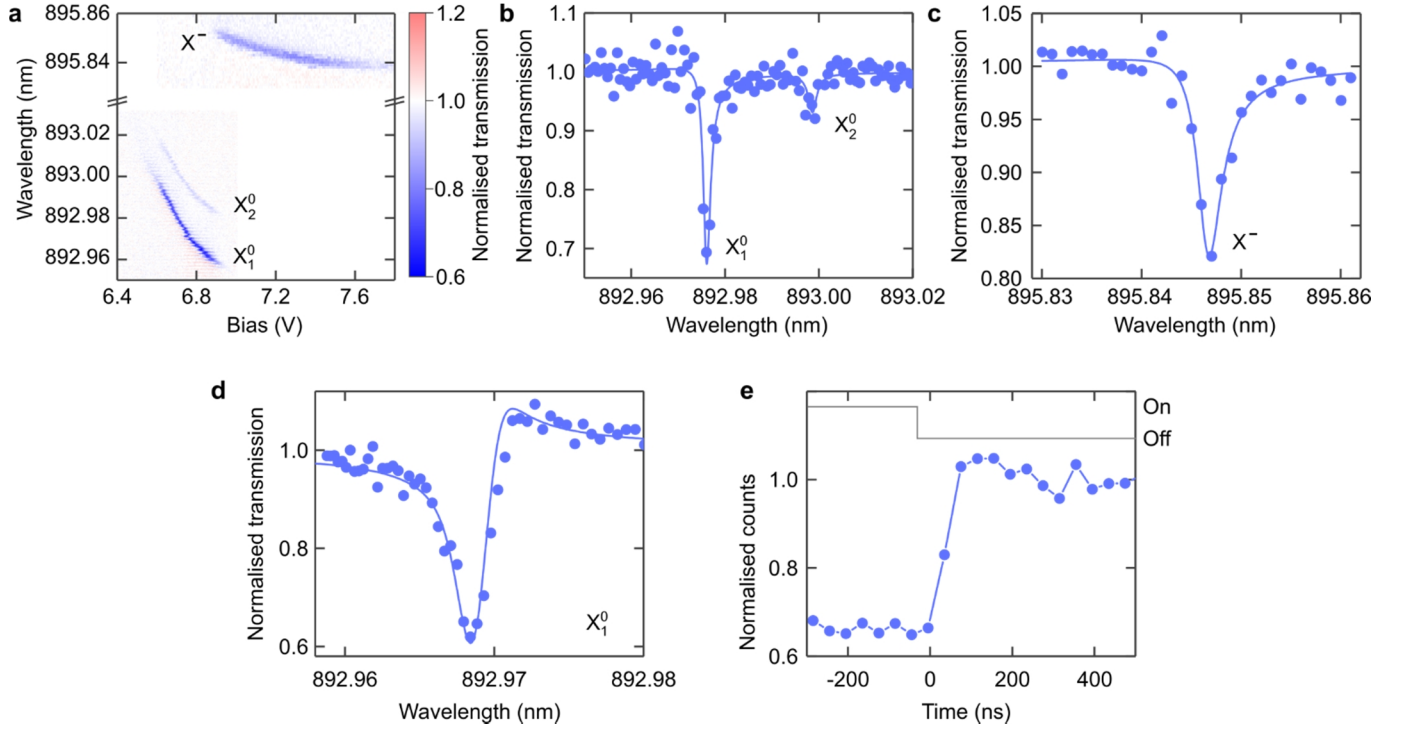 a
895.86
895.84
893.02
893.00
892.98
892.96
Wavelength (nm)
X⁻
X⁰₂
X⁰₁
6.4 6.8 7.2 7.6
Bias (V)
1.2
1.0
0.8
0.6
Normalised transmission
b
1.1
1.0
0.9
0.8
0.7
Normalised transmission
X⁰₂
X⁰₁
892.96 892.98 893.00 893.02
Wavelength (nm)
c
1.05
1.00
0.95
0.90
0.85
0.80
Normalised transmission
X⁻
895.83 895.84 895.85 895.86
Wavelength (nm)
d
1.0
0.8
0.6
Normalised transmission
X⁰₁
892.96 892.97 892.98
Wavelength (nm)
e
On
Off
1.0
0.8
0.6
Normalised counts
-200 0 200 400
Time (ns)